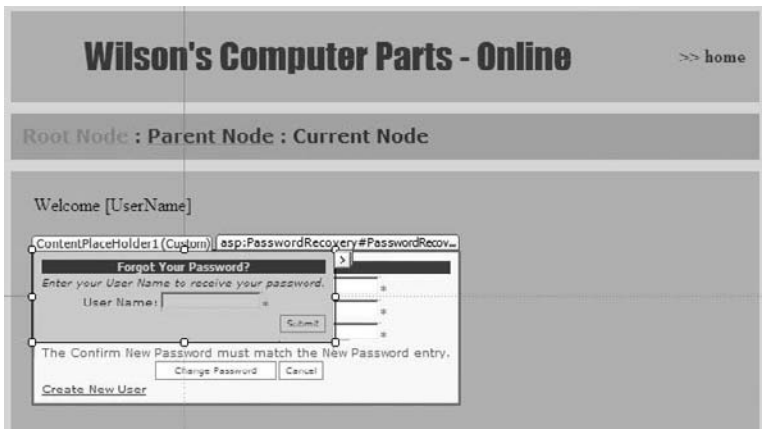 Wilson's Computer Parts - Online
>> home
Root Node : Parent Node : Current Node
Welcome [UserName]
ContentPlaceHolder1 (Custom)
asp:PasswordRecovery#PasswordRecov...
Forgot Your Password?
Enter your User Name to receive your password.
User Name: *
*
*
*
Submit
The Confirm New Password must match the New Password entry.
Change Password Cancel
Create New User